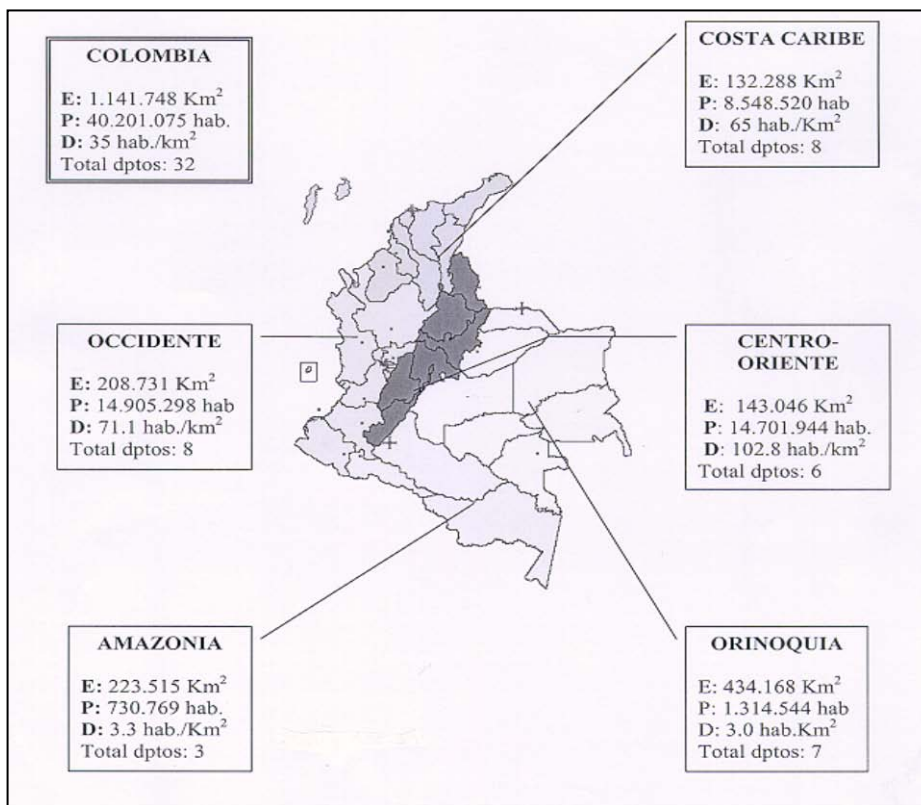 COLOMBIA
E: 1.141.748 Km²
P: 40.201.075 hab.
D: 35 hab./km²
Total dptos: 32
COSTA CARIBE
E: 132.288 Km²
P: 8.548.520 hab
D: 65 hab./Km²
Total dptos: 8
OCCIDENTE
E: 208.731 Km²
P: 14.905.298 hab
D: 71.1 hab./km²
Total dptos: 8
CENTRO-
ORIENTE
E: 143.046 Km²
P: 14.701.944 hab.
D: 102.8 hab./km²
Total dptos: 6
AMAZONIA
E: 223.515 Km²
P: 730.769 hab.
D: 3.3 hab./Km²
Total dptos: 3
ORINOQUIA
E: 434.168 Km²
P: 1.314.544 hab
D: 3.0 hab.Km²
Total dptos: 7